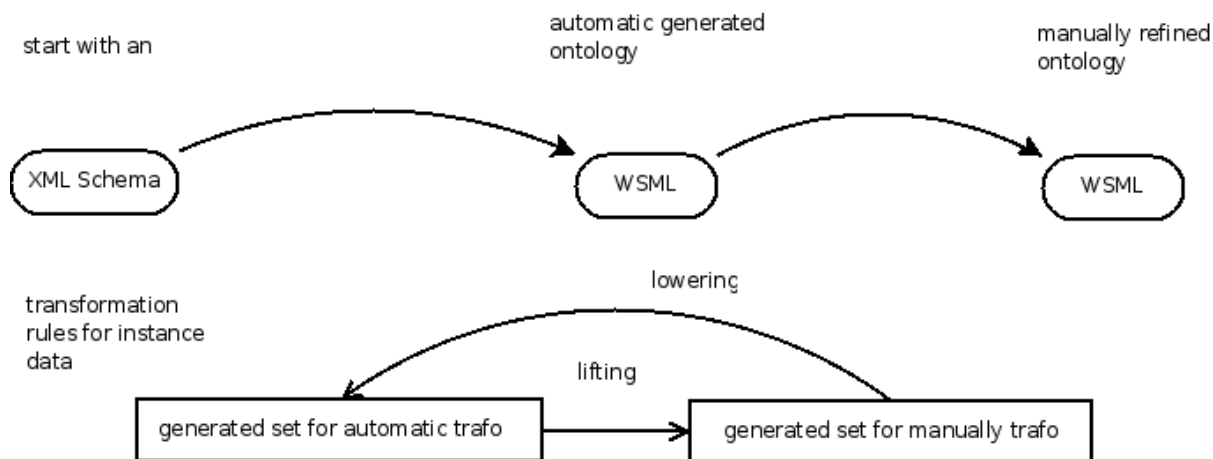 start with an
automatic generated
ontology
manually refined
ontology
XML Schema
WSML
WSML
transformation
rules for instance
data
lowering
lifting
generated set for automatic trafo
generated set for manually trafo